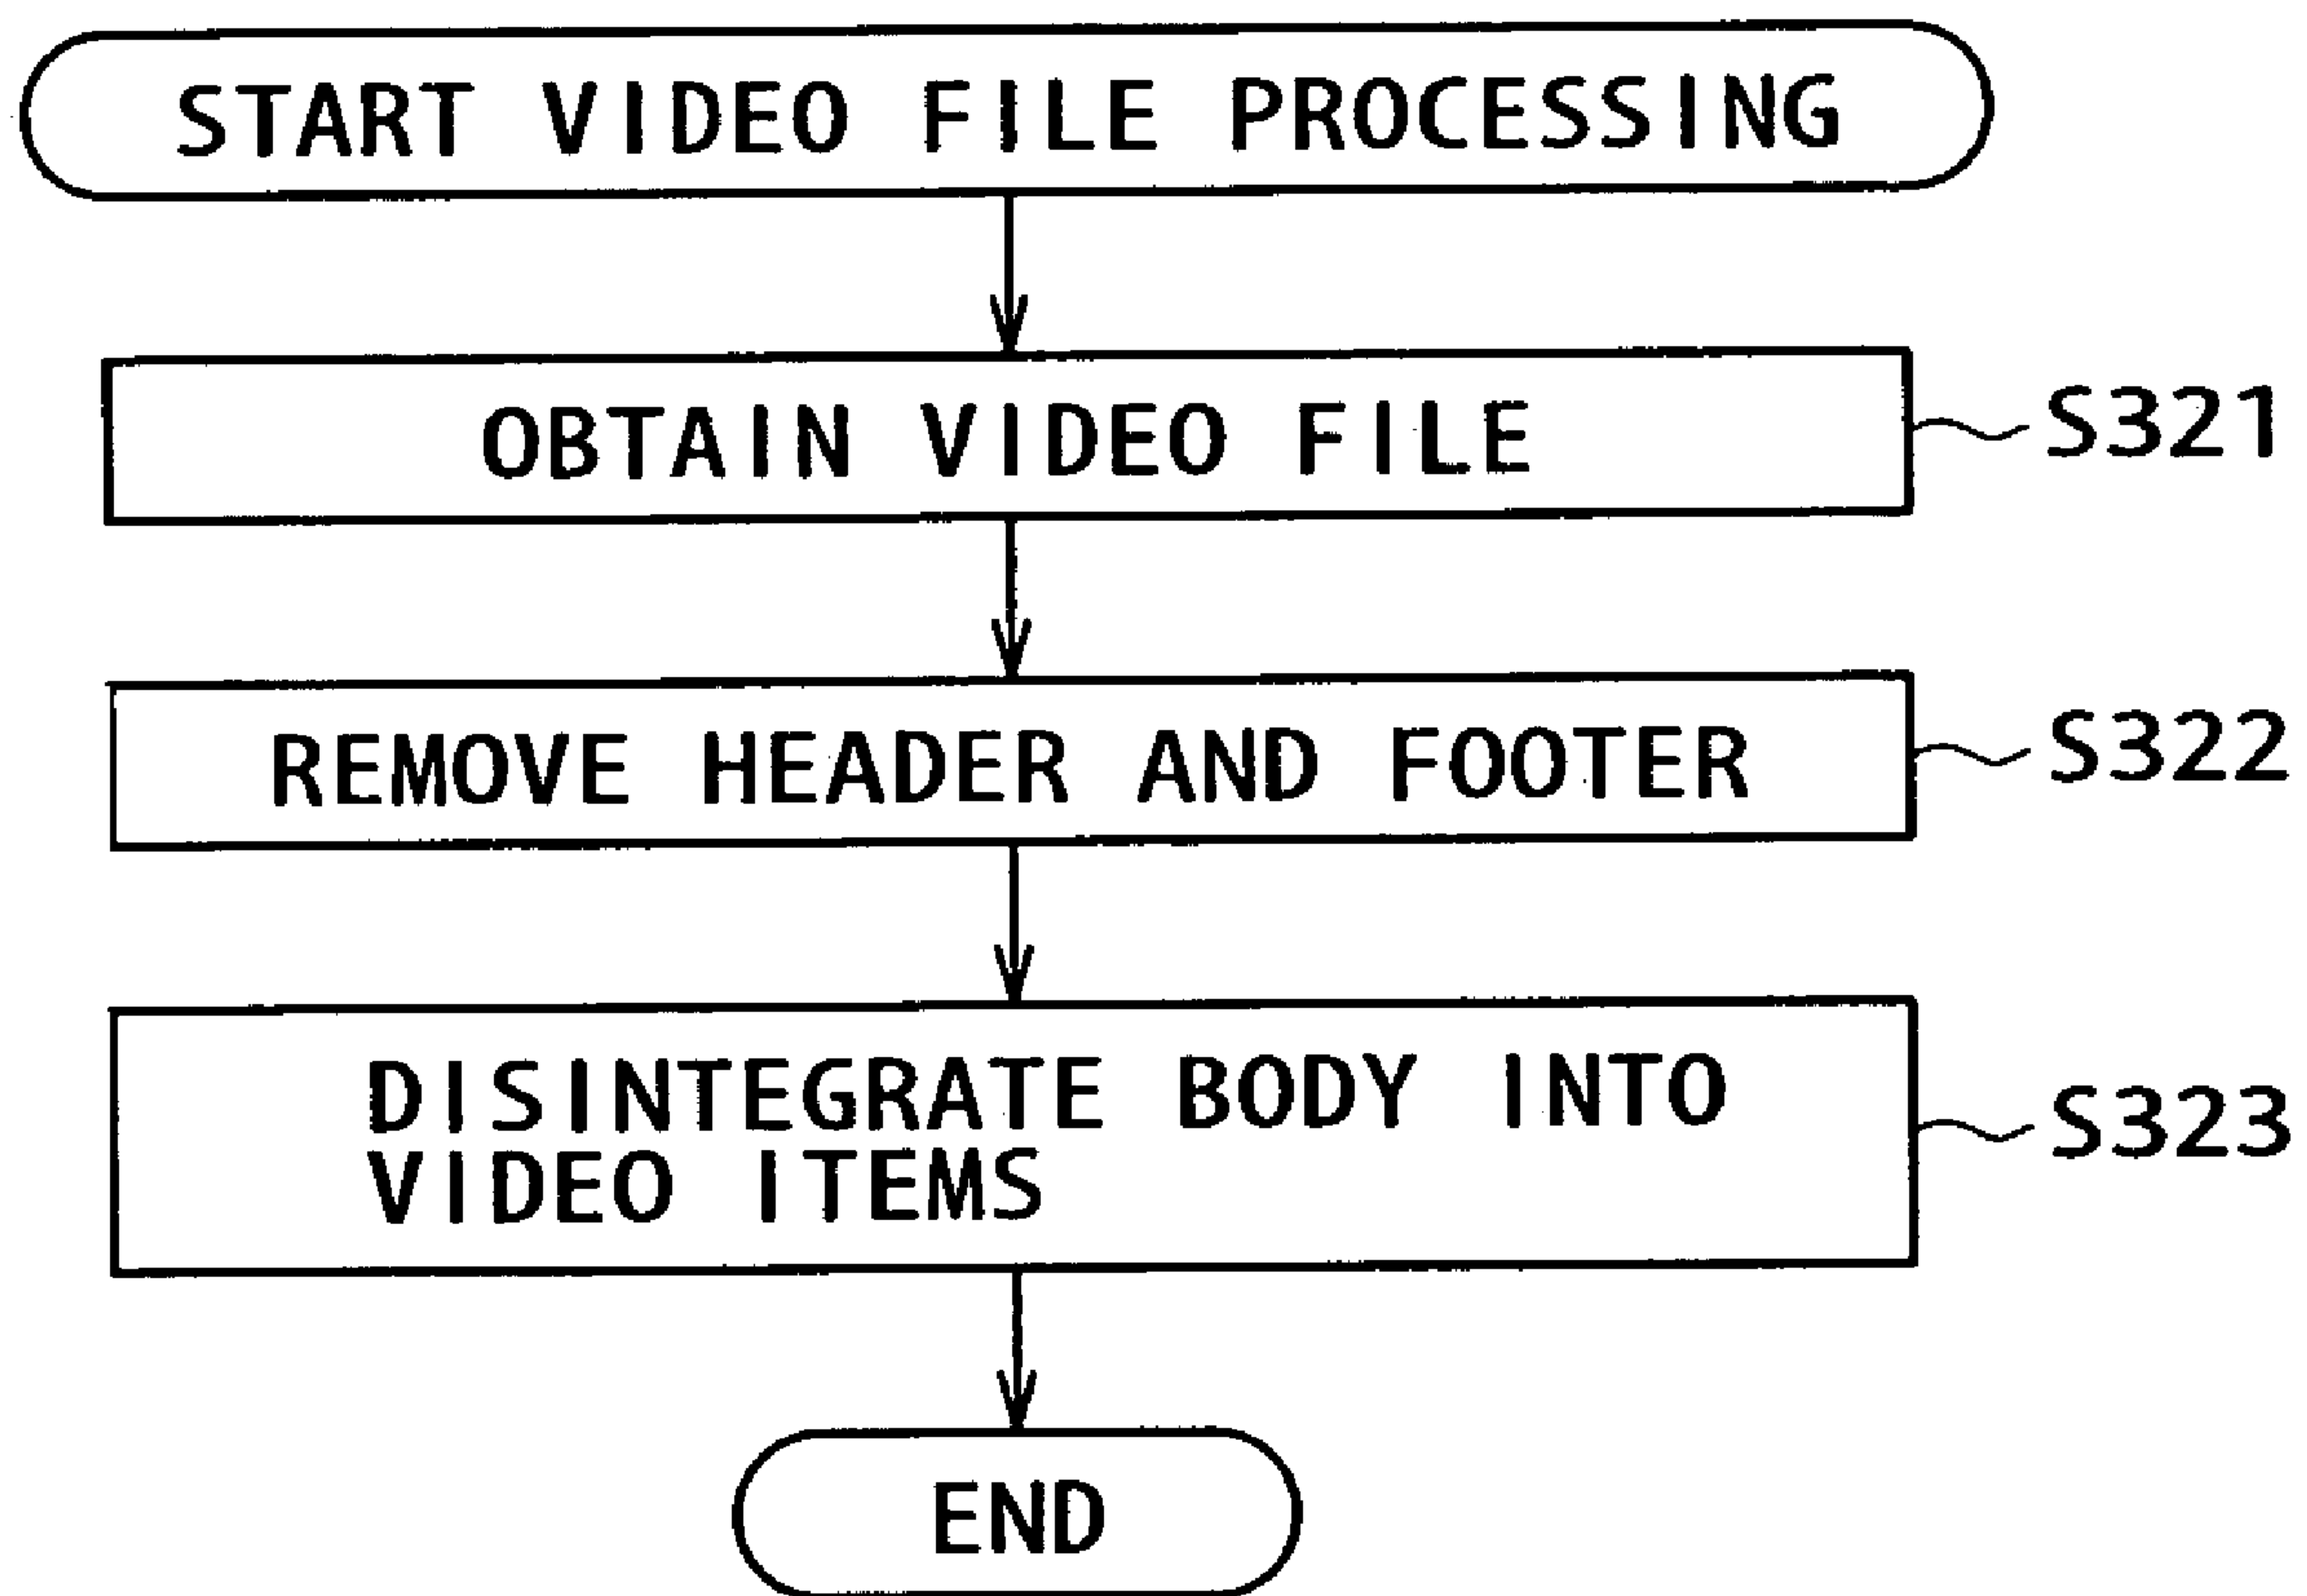 START VIDEO FILE PROCESSING
OBTAIN VIDEO FILE
S321
REMOVE HEADER AND FOOTER
S322
DISINTEGRATE BODY INTO
VIDEO ITEMS
S323
END